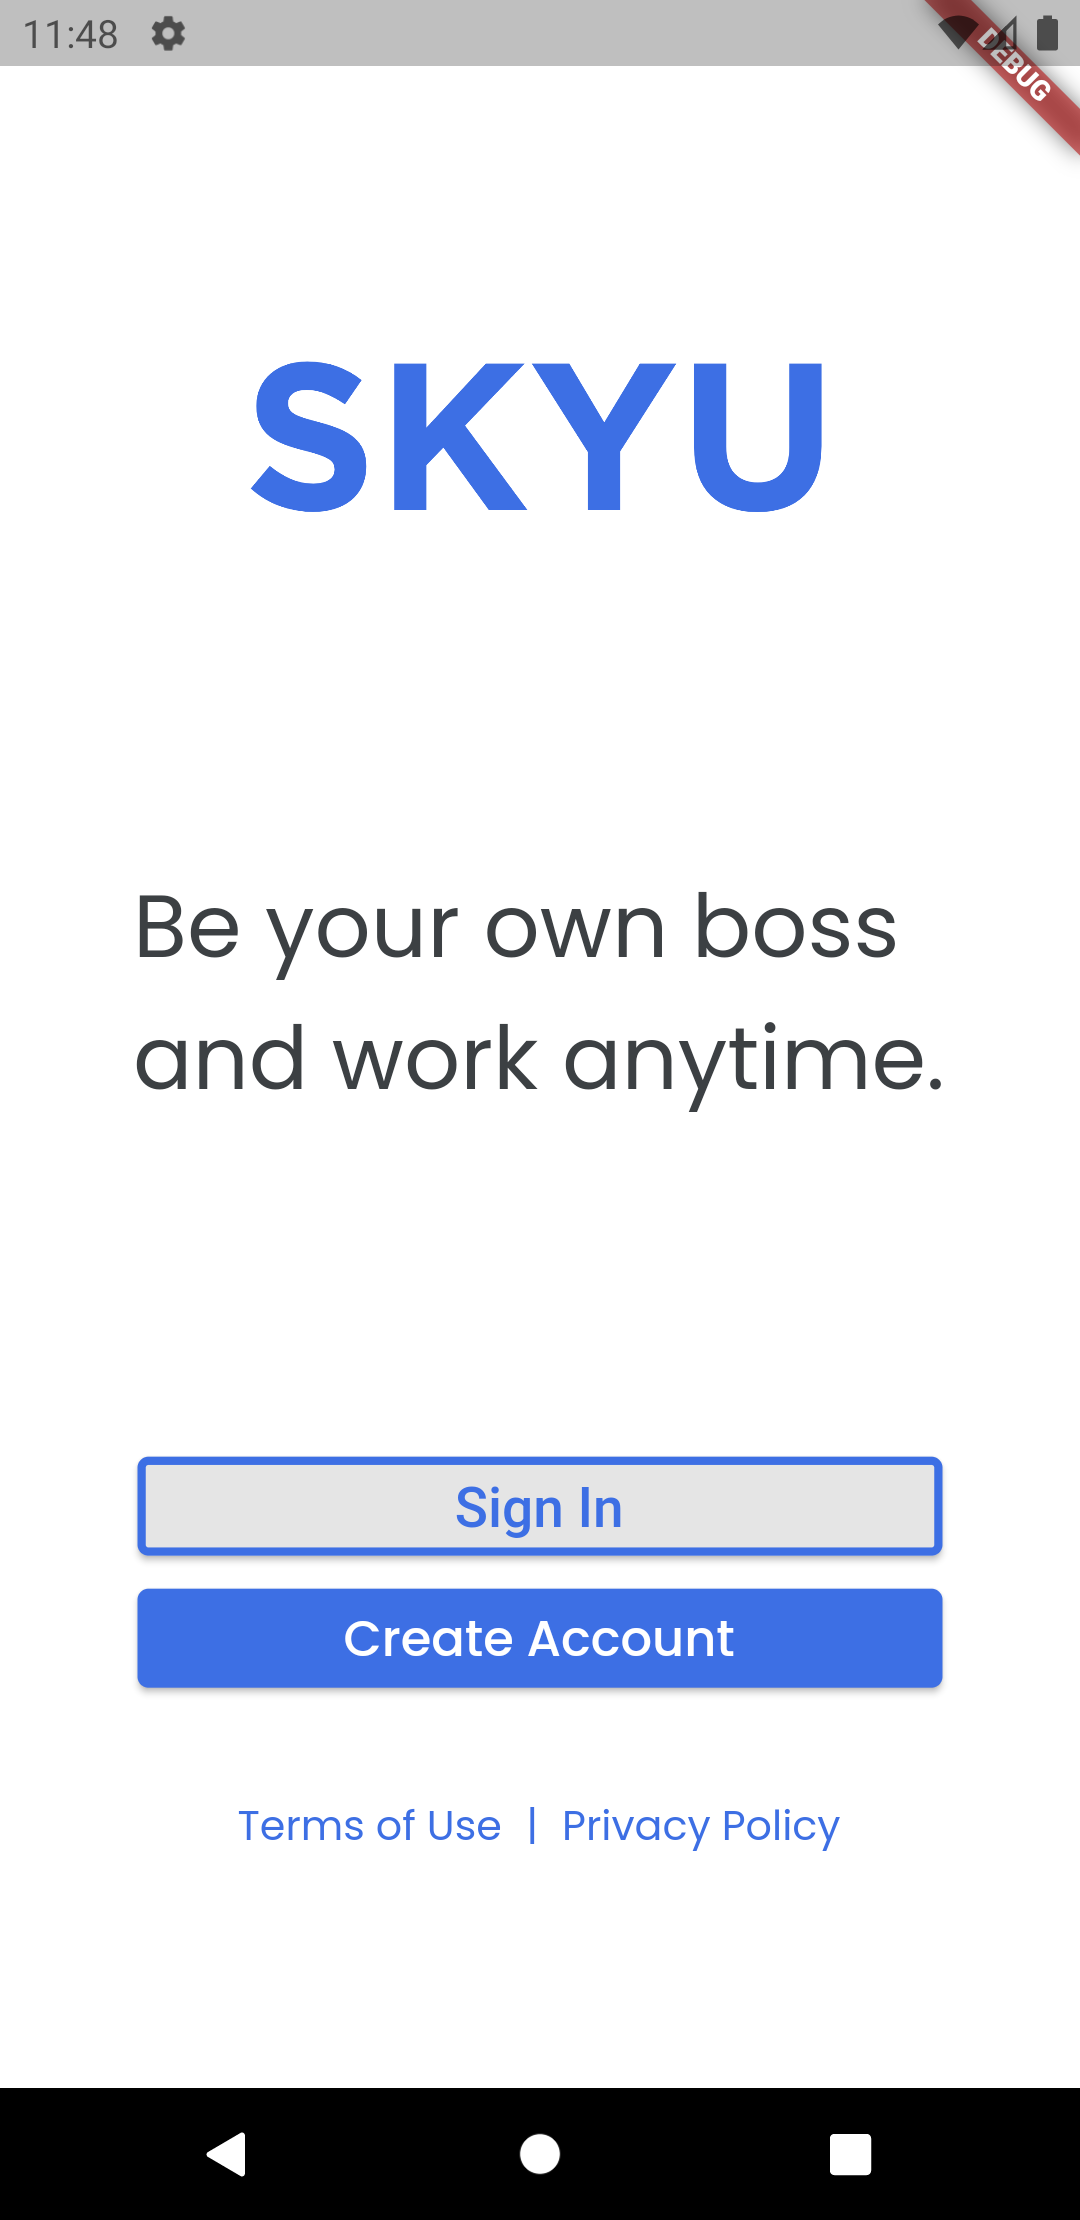 11:48
DEBUG
SKYU
Be your own boss
and work anytime.
Sign In
Create Account
Terms of Use | Privacy Policy